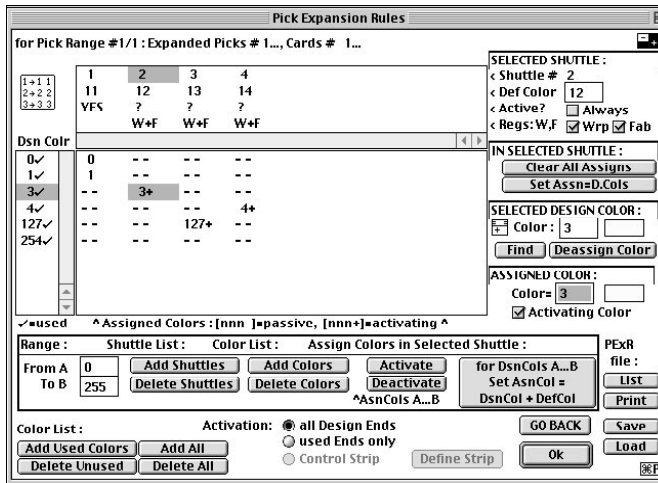 Pick Expansion Rules
for Pick Range #1/1 : Expanded Picks # 1..., Cards # 1...
1→1 1
2→2 2
3→3 3
1 2 3 4
11 12 13 14
YES ? ? ?
W+F W+F W+F
Dsn Colr
0✓ 0 -- -- --
1✓ 1 -- -- --
3✓ -- 3+ -- --
4✓ -- -- -- 4+
127✓ -- -- 127+ --
254✓ -- -- -- --
✓=used ^Assigned Colors : [nnn ]=passive, [nnn+]=activating ^
SELECTED SHUTTLE :
< Shuttle # 2
< Def Color 12
< Active? Always
< Regs: W,F Wrp Fab
IN SELECTED SHUTTLE :
Clear All Assigns
Set Assn=D.Cols
SELECTED DESIGN COLOR :
Color : 3
Find Deassign Color
ASSIGNED COLOR :
Color= 3
Activating Color
Range : Shuttle List : Color List : Assign Colors in Selected Shuttle :
From A 0 Add Shuttles Add Colors Activate
To B 255 Delete Shuttles Delete Colors Deactivate
^AsnCols A...B
for DsnCols A...B
Set AsnCol =
DsnCol + DefCol
PExR
file :
List
Print
Save
Load
Color List :
Add Used Colors Add All
Delete Unused Delete All
Activation: all Design Ends
used Ends only
Control Strip Define Strip
GO BACK
Ok
⌘F